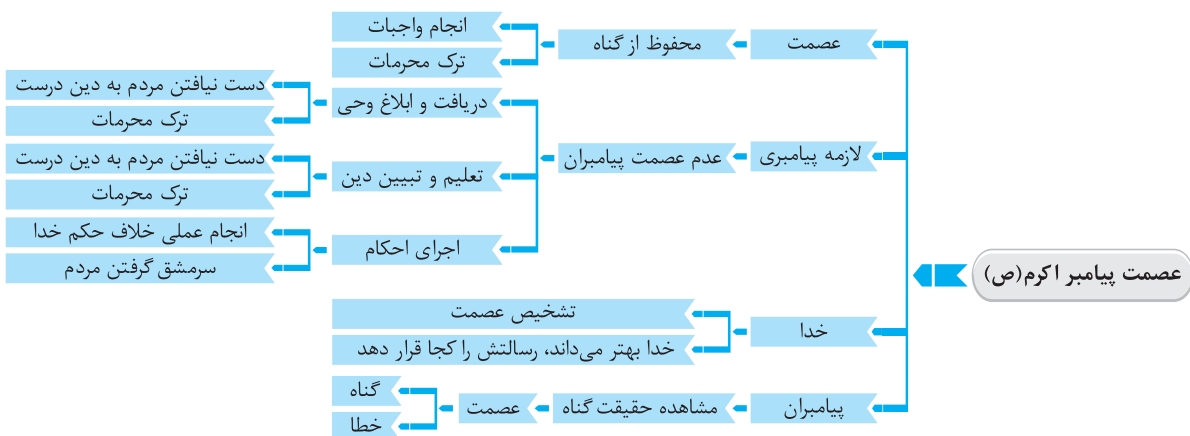 عصمت پیامبر اکرم(ص)
عصمت
محفوظ از گناه
انجام واجبات
ترک محرمات
لازمه پیامبری
عدم عصمت پیامبران
دریافت و ابلاغ وحی
دست نیافتن مردم به دین درست
ترک محرمات
تعلیم و تبیین دین
دست نیافتن مردم به دین درست
ترک محرمات
اجرای احکام
انجام عملی خلاف حکم خدا
سرمشق گرفتن مردم
خدا
تشخیص عصمت
خدا بهتر می‌داند، رسالتش را کجا قرار دهد
پیامبران
مشاهده حقیقت گناه
عصمت
گناه
خطا